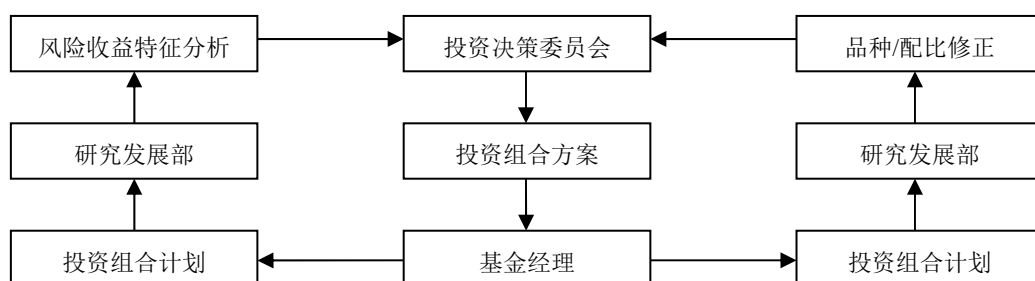 风险收益特征分析
投资决策委员会
品种/配比修正
研究发展部
投资组合方案
研究发展部
投资组合计划
基金经理
投资组合计划